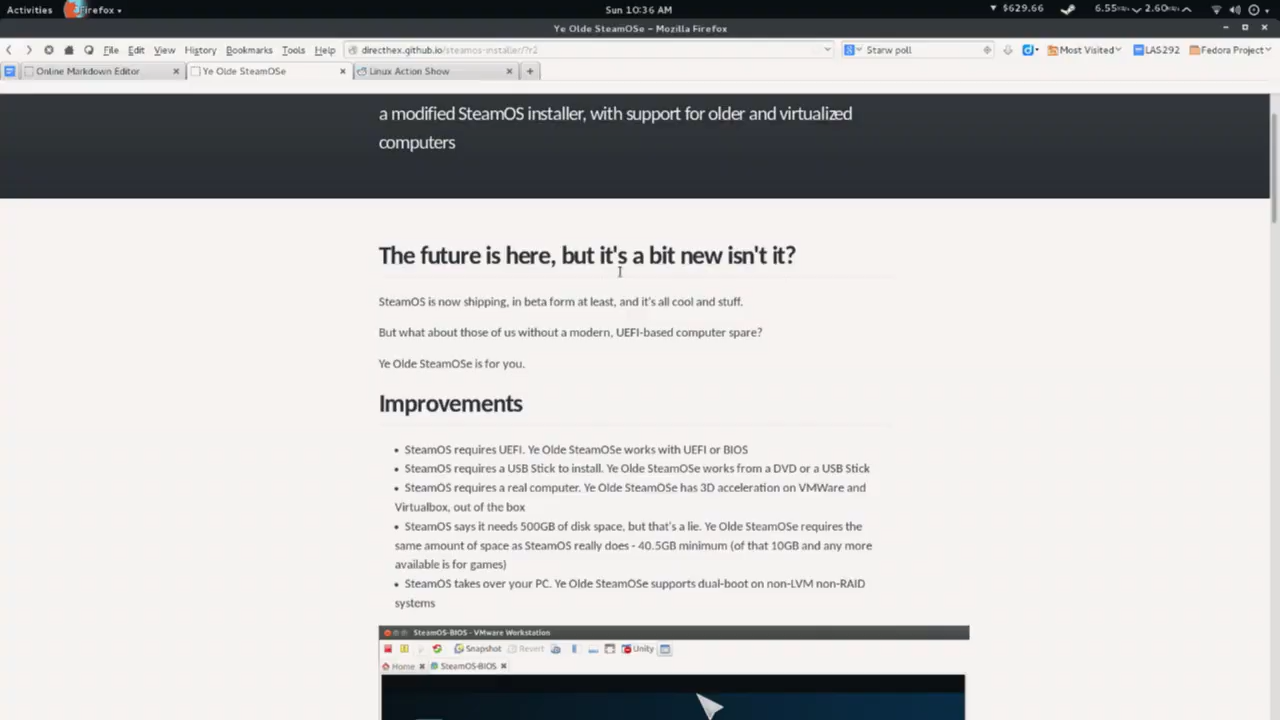 Activities Firefox Sun 10:36 AM $629.66 6.55 2.60
Ye Olde SteamOSe – Mozilla Firefox
File Edit View History Bookmarks Tools Help directhex.github.io/steamos-installer/?r2 Starw poll Most Visited LAS292 Fedora Project
Online Markdown Editor Ye Olde SteamOSe Linux Action Show
a modified SteamOS installer, with support for older and virtualized
computers
The future is here, but it's a bit new isn't it?
SteamOS is now shipping, in beta form at least, and it's all cool and stuff.
But what about those of us without a modern, UEFI-based computer spare?
Ye Olde SteamOSe is for you.
Improvements
• SteamOS requires UEFI. Ye Olde SteamOSe works with UEFI or BIOS
• SteamOS requires a USB Stick to install. Ye Olde SteamOSe works from a DVD or a USB Stick
• SteamOS requires a real computer. Ye Olde SteamOSe has 3D acceleration on VMWare and
Virtualbox, out of the box
• SteamOS says it needs 500GB of disk space, but that's a lie. Ye Olde SteamOSe requires the
same amount of space as SteamOS really does - 40.5GB minimum (of that 10GB and any more
available is for games)
• SteamOS takes over your PC. Ye Olde SteamOSe supports dual-boot on non-LVM non-RAID
systems
SteamOS-BIOS - VMware Workstation
Snapshot Revert Unity
Home SteamOS-BIOS